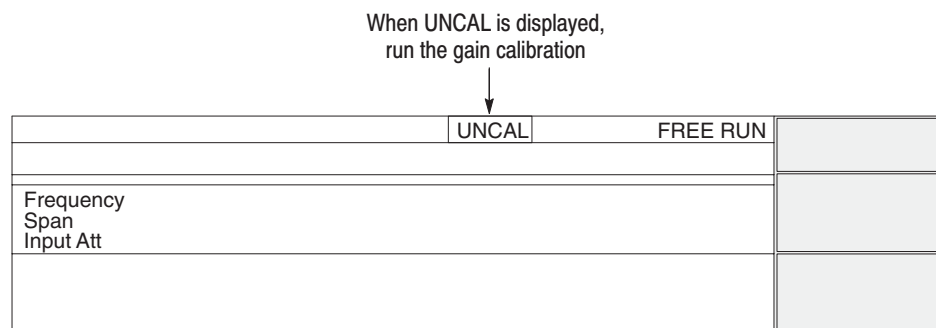 When UNCAL is displayed,
run the gain calibration
UNCAL
FREE RUN
Frequency
Span
Input Att